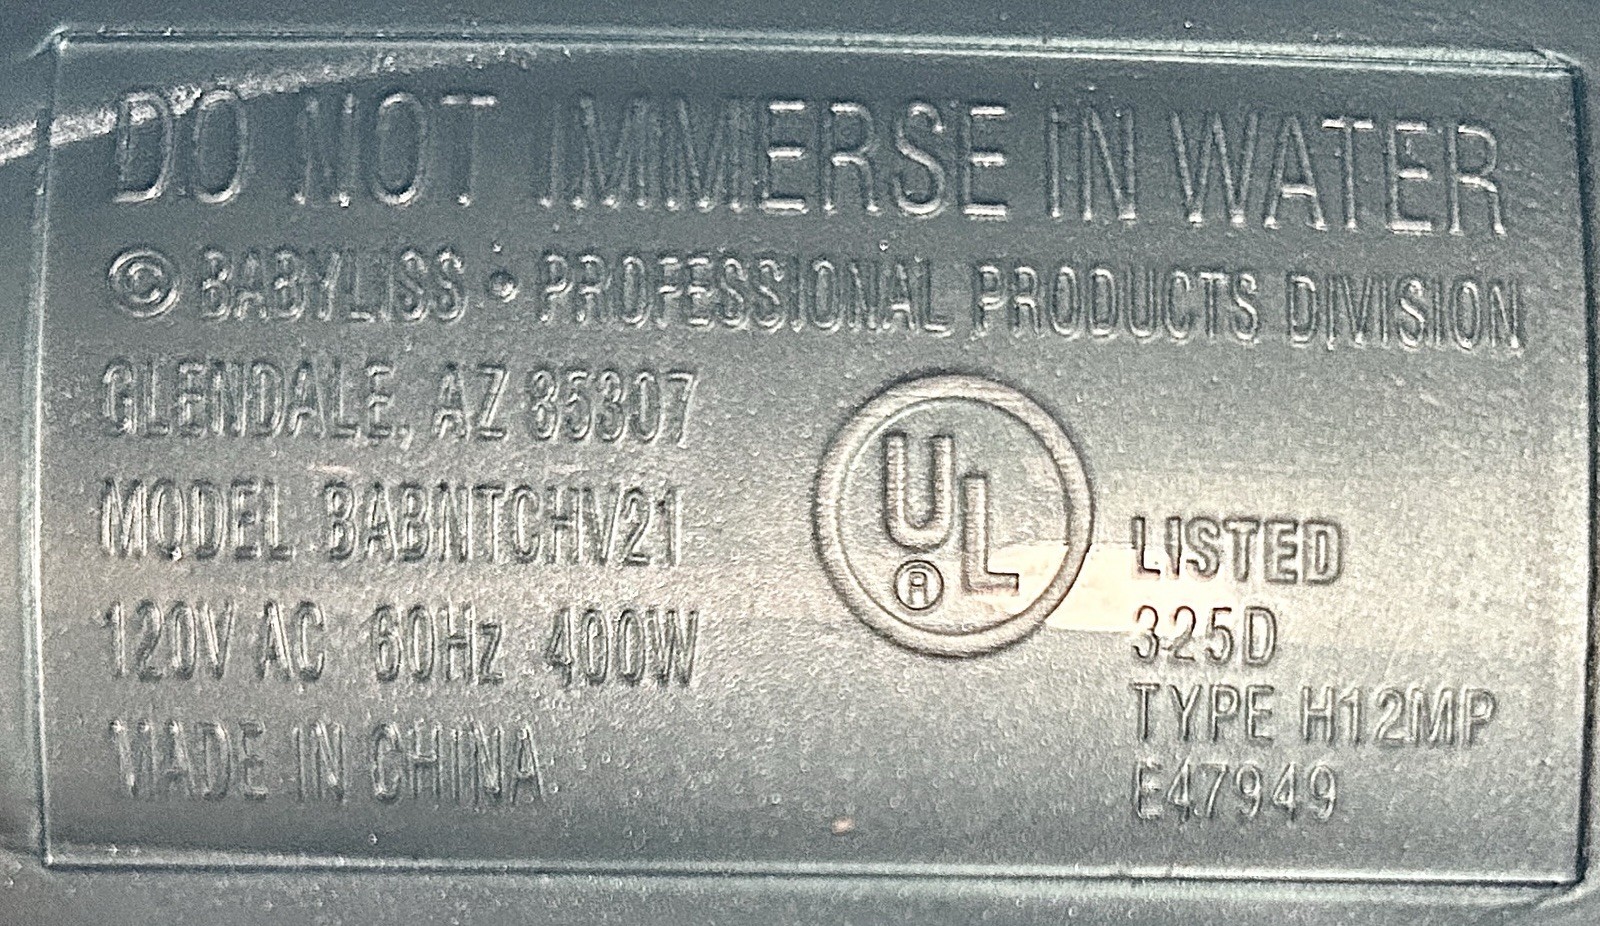 DO NOT IMMERSE IN WATER
© BABYLISS • PROFESSIONAL PRODUCTS DIVISION
GLENDALE, AZ 85307
MODEL BABNTCHV21
120V AC 60Hz 400W
MADE IN CHINA
UL
A
LISTED
325D
TYPE H12MP
E47949